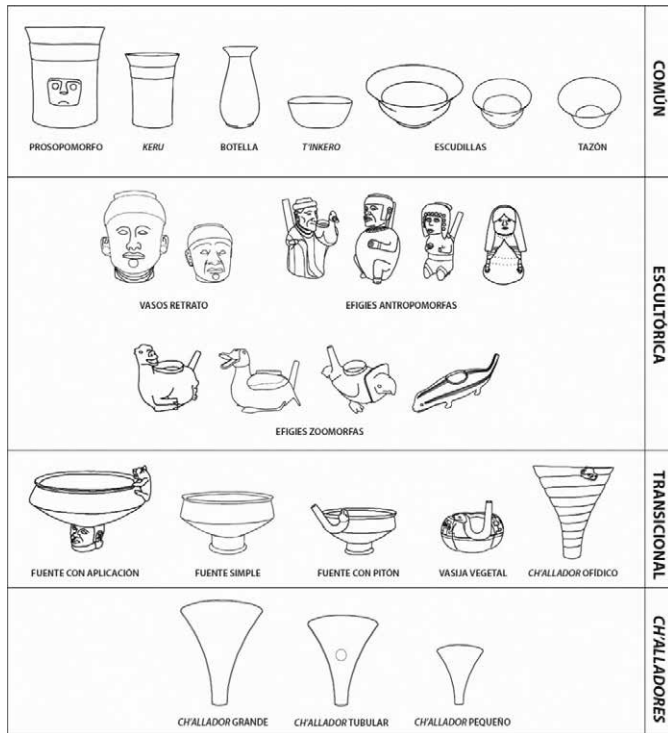 PROSOPOMORFO KERU BOTELLA T'INKERO ESCUDILLAS TAZÓN
COMÚN
VASOS RETRATO EFIGIES ANTROPOMORFAS
EFIGIES ZOOMORFAS
ESCULTÓRICA
FUENTE CON APLICACIÓN FUENTE SIMPLE FUENTE CON PITÓN VASIJA VEGETAL CH'ALLADOR OFÍDICO
TRANSICIONAL
CH'ALLADOR GRANDE CH'ALLADOR TUBULAR CH'ALLADOR PEQUEÑO
CH'ALLADORES